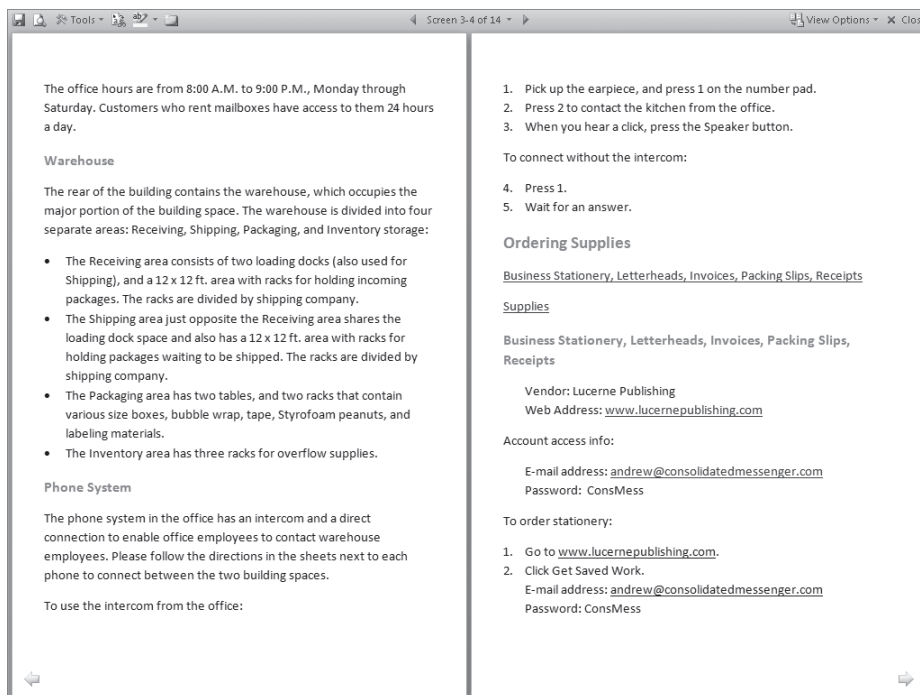 Tools
Screen 3-4 of 14
View Options
Clos
The office hours are from 8:00 A.M. to 9:00 P.M., Monday through
Saturday. Customers who rent mailboxes have access to them 24 hours
a day.
Warehouse
The rear of the building contains the warehouse, which occupies the
major portion of the building space. The warehouse is divided into four
separate areas: Receiving, Shipping, Packaging, and Inventory storage:
• The Receiving area consists of two loading docks (also used for
Shipping), and a 12 x 12 ft. area with racks for holding incoming
packages. The racks are divided by shipping company.
• The Shipping area just opposite the Receiving area shares the
loading dock space and also has a 12 x 12 ft. area with racks for
holding packages waiting to be shipped. The racks are divided by
shipping company.
• The Packaging area has two tables, and two racks that contain
various size boxes, bubble wrap, tape, Styrofoam peanuts, and
labeling materials.
• The Inventory area has three racks for overflow supplies.
Phone System
The phone system in the office has an intercom and a direct
connection to enable office employees to contact warehouse
employees. Please follow the directions in the sheets next to each
phone to connect between the two building spaces.
To use the intercom from the office:
1. Pick up the earpiece, and press 1 on the number pad.
2. Press 2 to contact the kitchen from the office.
3. When you hear a click, press the Speaker button.
To connect without the intercom:
4. Press 1.
5. Wait for an answer.
Ordering Supplies
Business Stationery, Letterheads, Invoices, Packing Slips, Receipts
Supplies
Business Stationery, Letterheads, Invoices, Packing Slips,
Receipts
Vendor: Lucerne Publishing
Web Address: www.lucernepublishing.com
Account access info:
E-mail address: andrew@consolidatedmessenger.com
Password: ConsMess
To order stationery:
1. Go to www.lucernepublishing.com.
2. Click Get Saved Work.
E-mail address: andrew@consolidatedmessenger.com
Password: ConsMess